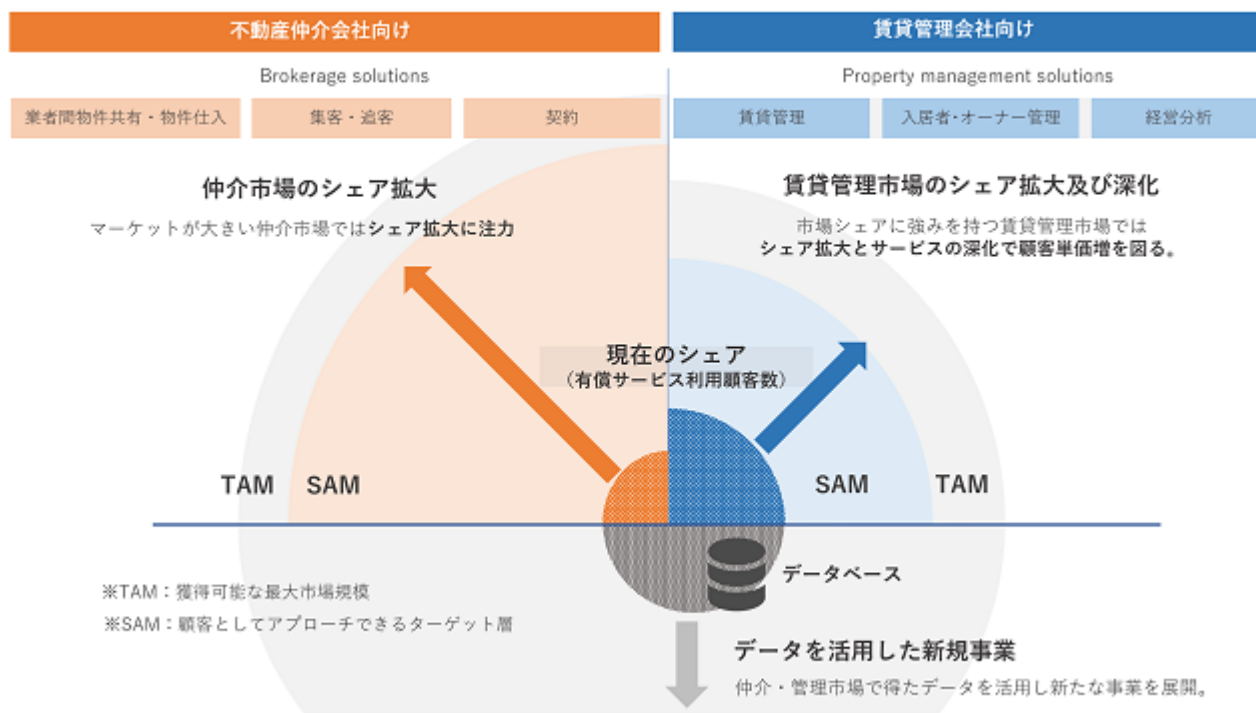 不動産仲介会社向け
賃貸管理会社向け
Brokerage solutions
Property management solutions
業者間物件共有・物件仕入
集客・追客
契約
賃貸管理
入居者・オーナー管理
経営分析
仲介市場のシェア拡大
マーケットが大きい仲介市場ではシェア拡大に注力
賃貸管理市場のシェア拡大及び深化
市場シェアに強みを持つ賃貸管理市場では
シェア拡大とサービスの深化で顧客単価増を図る。
現在のシェア
（有償サービス利用顧客数）
TAM
SAM
SAM
TAM
データベース
※TAM：獲得可能な最大市場規模
※SAM：顧客としてアプローチできるターゲット層
データを活用した新規事業
仲介・管理市場で得たデータを活用し新たな事業を展開。